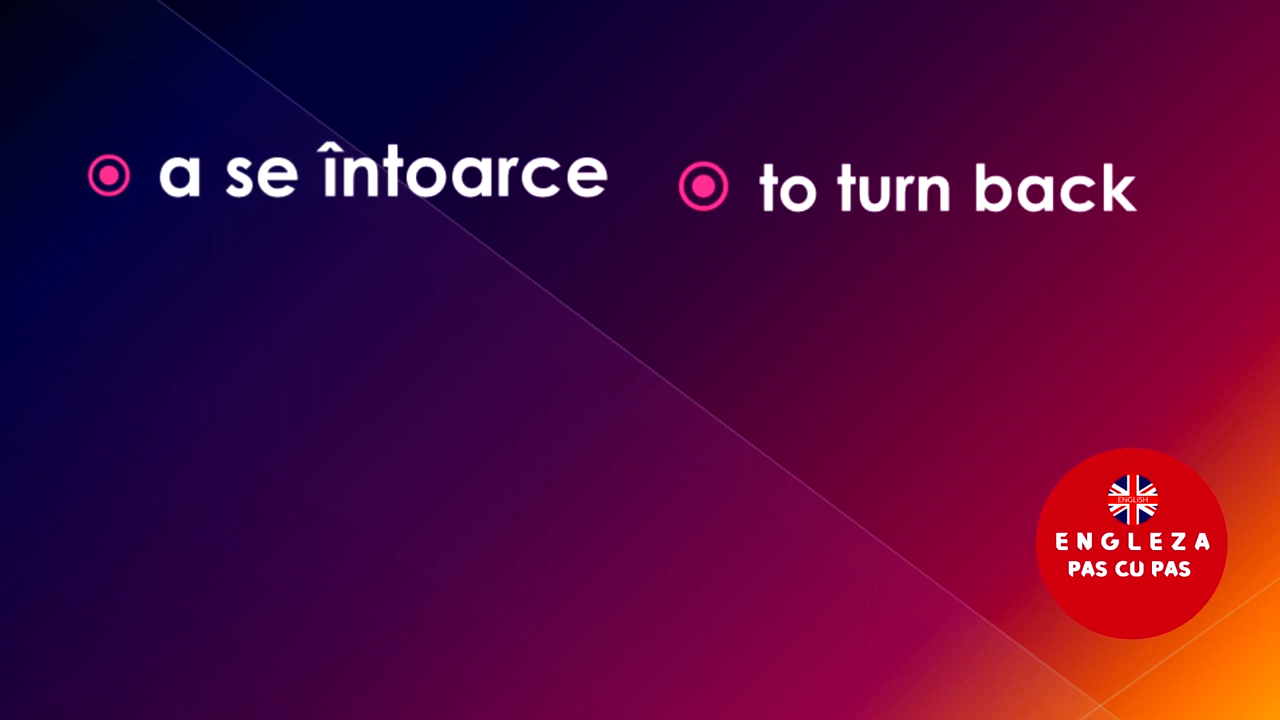 a se întoarce
to turn back
ENGLISH
ENGLEZA
PAS CU PAS